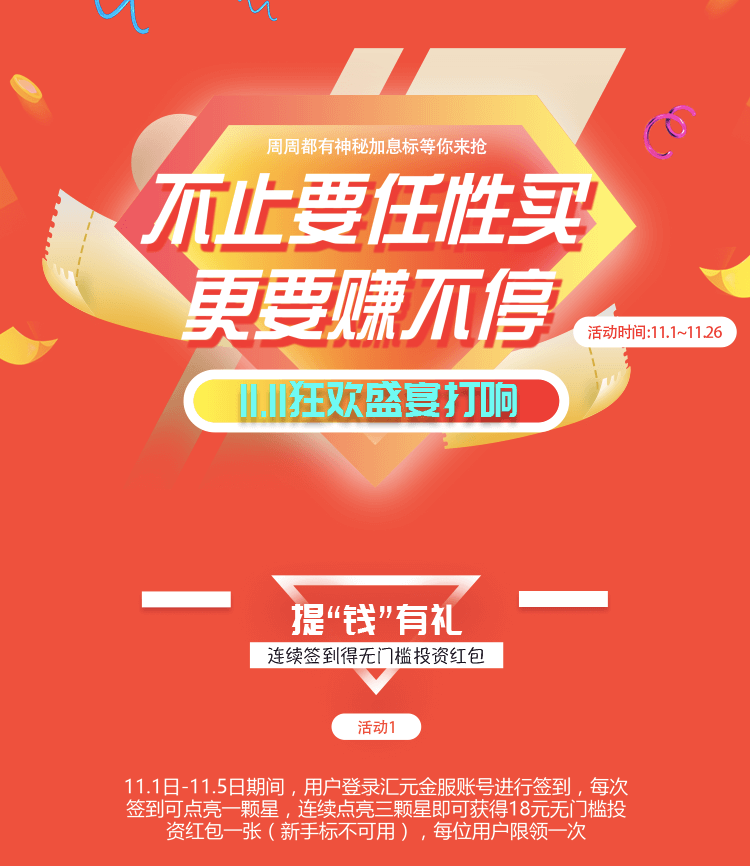 周周都有神秘加息标等你来抢
不止要任性买
更要赚不停
活动时间:11.1~11.26
11.11狂欢盛宴打响
提“钱”有礼
连续签到得无门槛投资红包
活动1
11.1日-11.5日期间，用户登录汇元金服账号进行签到，每次
签到可点亮一颗星，连续点亮三颗星即可获得18元无门槛投
资红包一张（新手标不可用），每位用户限领一次